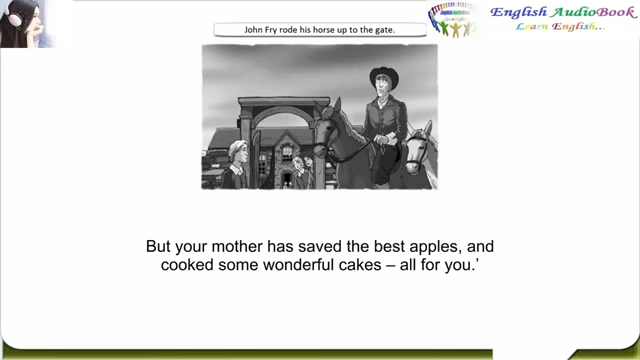 John Fry rode his horse up to the gate.
English AudioBook
Learn English...
But your mother has saved the best apples, and
cooked some wonderful cakes – all for you.’